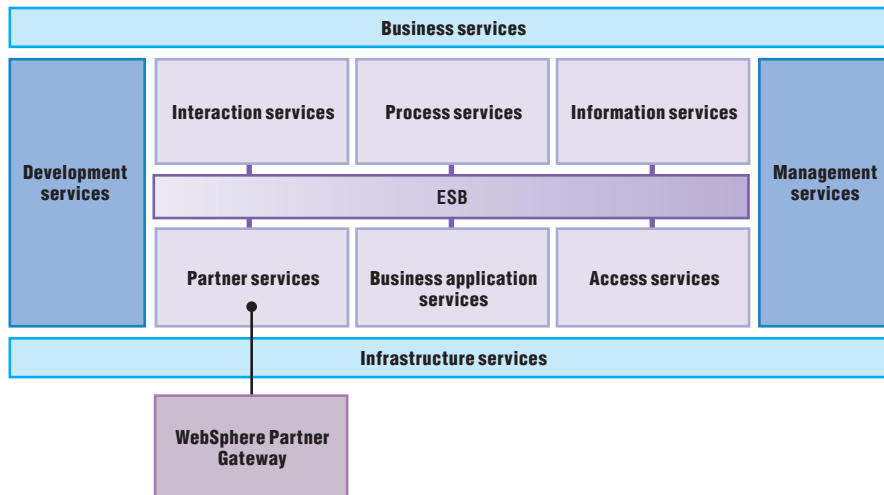 Business services
Interaction services
Process services
Information services
Development
services
Management
services
ESB
Partner services
Business application
services
Access services
Infrastructure services
WebSphere Partner
Gateway